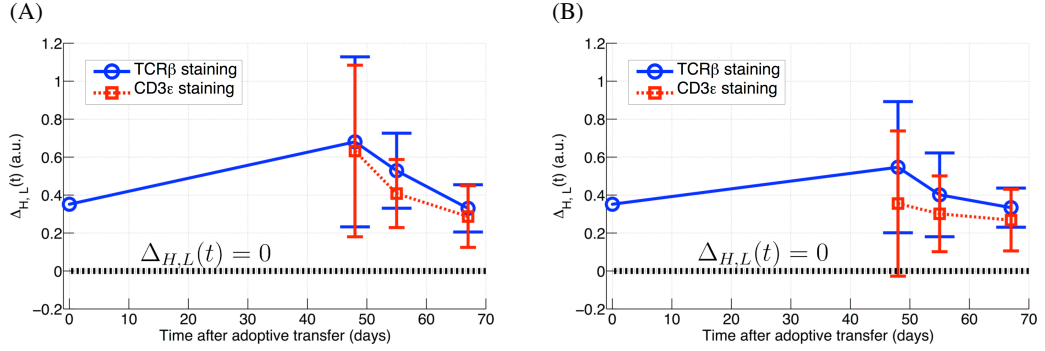 (A)
1.2
1
0.8
0.6
0.4
0.2
0
−0.2
Δ_{H, L}(t) (a.u.)
TCRβ staining
CD3ε staining
Δ_{H,L}(t) = 0
0 10 20 30 40 50 60 70
Time after adoptive transfer (days)
(B)
1.2
1
0.8
0.6
0.4
0.2
0
−0.2
Δ_{H, L}(t) (a.u.)
TCRβ staining
CD3ε staining
Δ_{H,L}(t) = 0
0 10 20 30 40 50 60 70
Time after adoptive transfer (days)